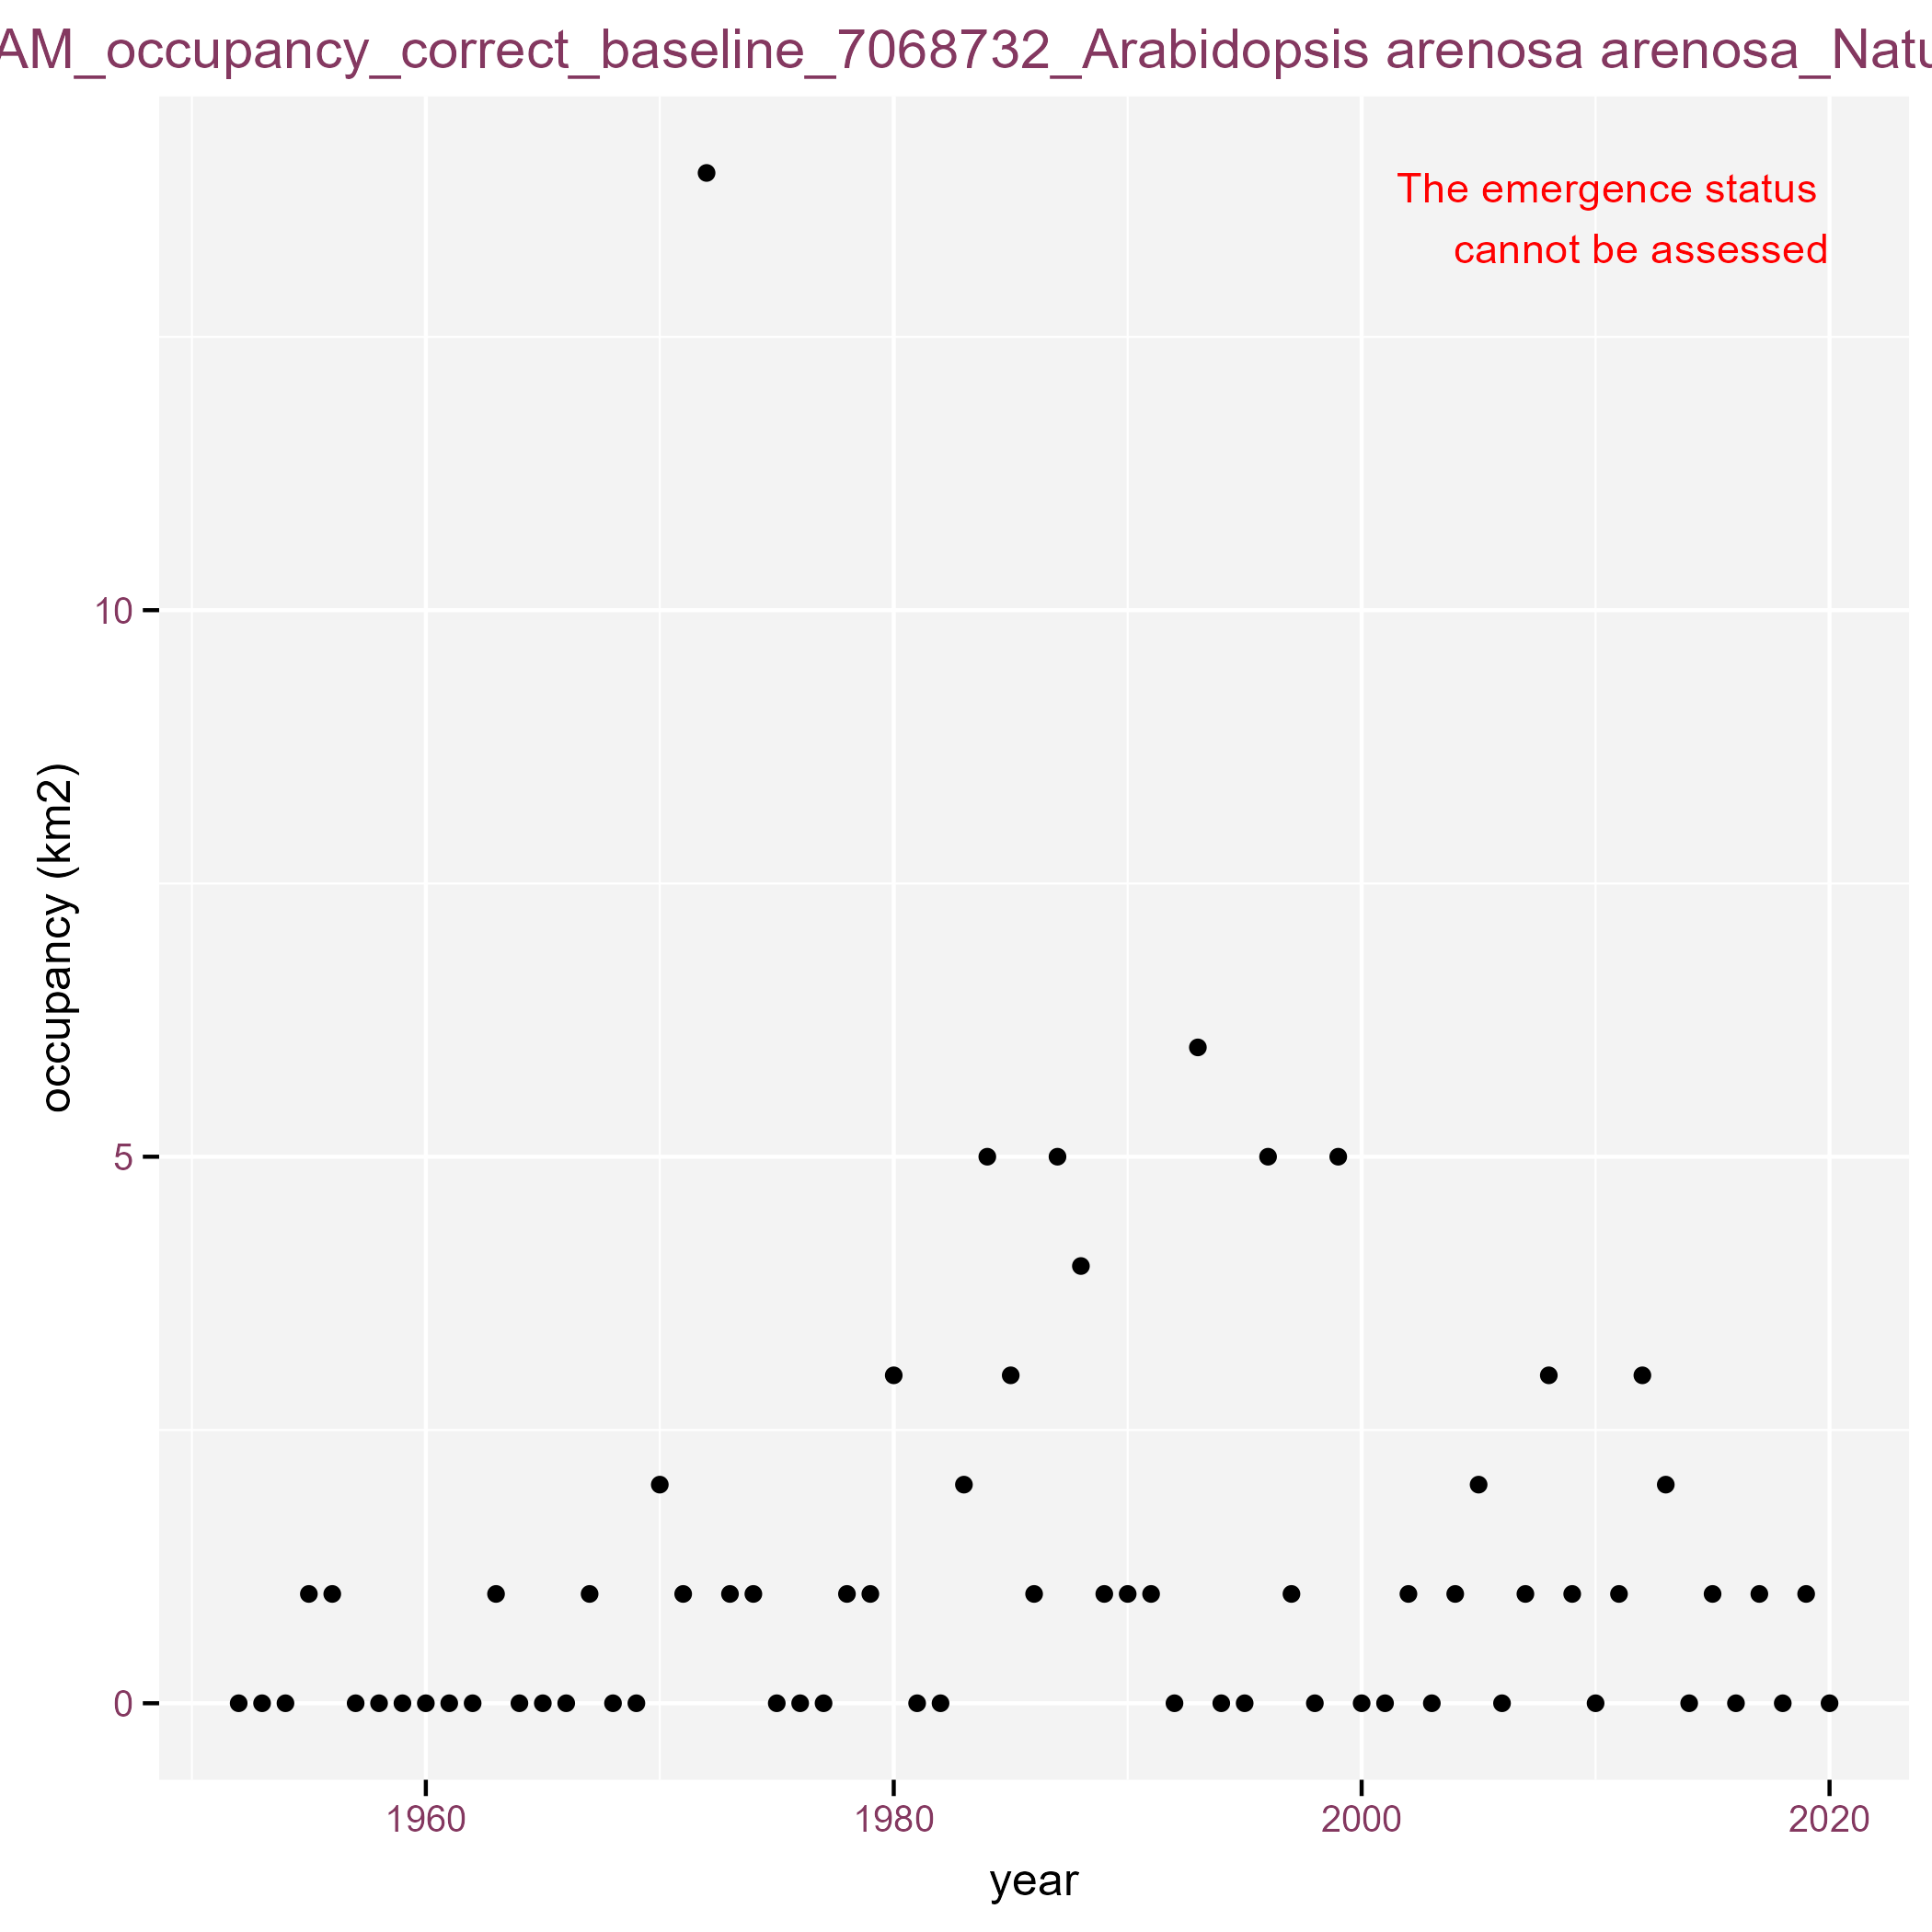 AM_occupancy_correct_baseline_7068732_Arabidopsis arenosa arenosa_Natu
The emergence status
cannot be assessed
occupancy (km2)
10
5
0
1960 1980 2000 2020
year